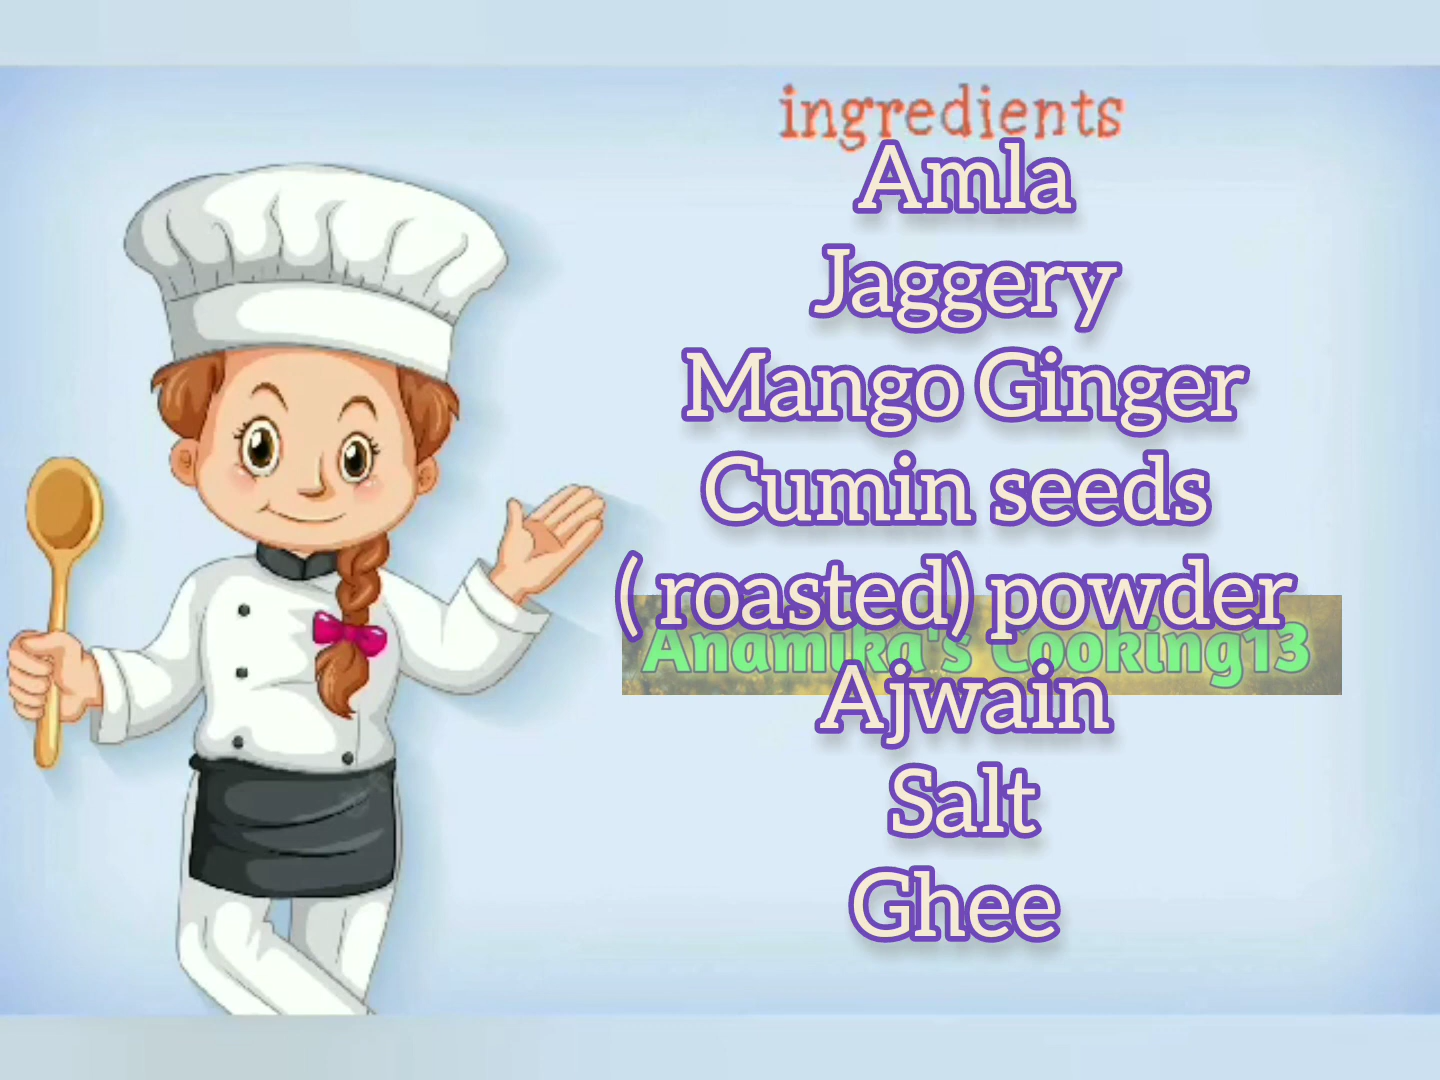 ingredients
Amla
Jaggery
Mango Ginger
Cumin seeds
( roasted) powder
Anamika's Cooking13
Ajwain
Salt
Ghee